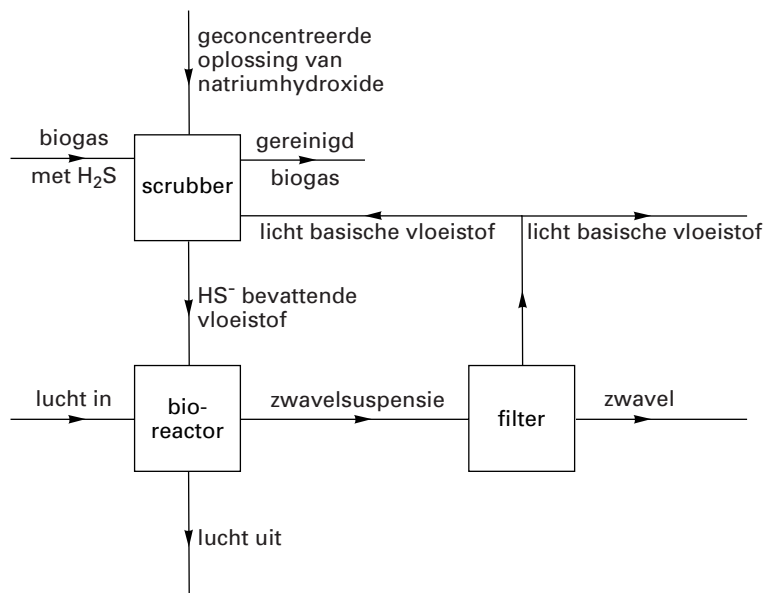 geconcentreerde
oplossing van
natriumhydroxide
biogas
met H₂S
scrubber
gereinigd
biogas
licht basische vloeistof
licht basische vloeistof
HS⁻ bevattende
vloeistof
lucht in
bio-
reactor
zwavelsuspensie
filter
zwavel
lucht uit